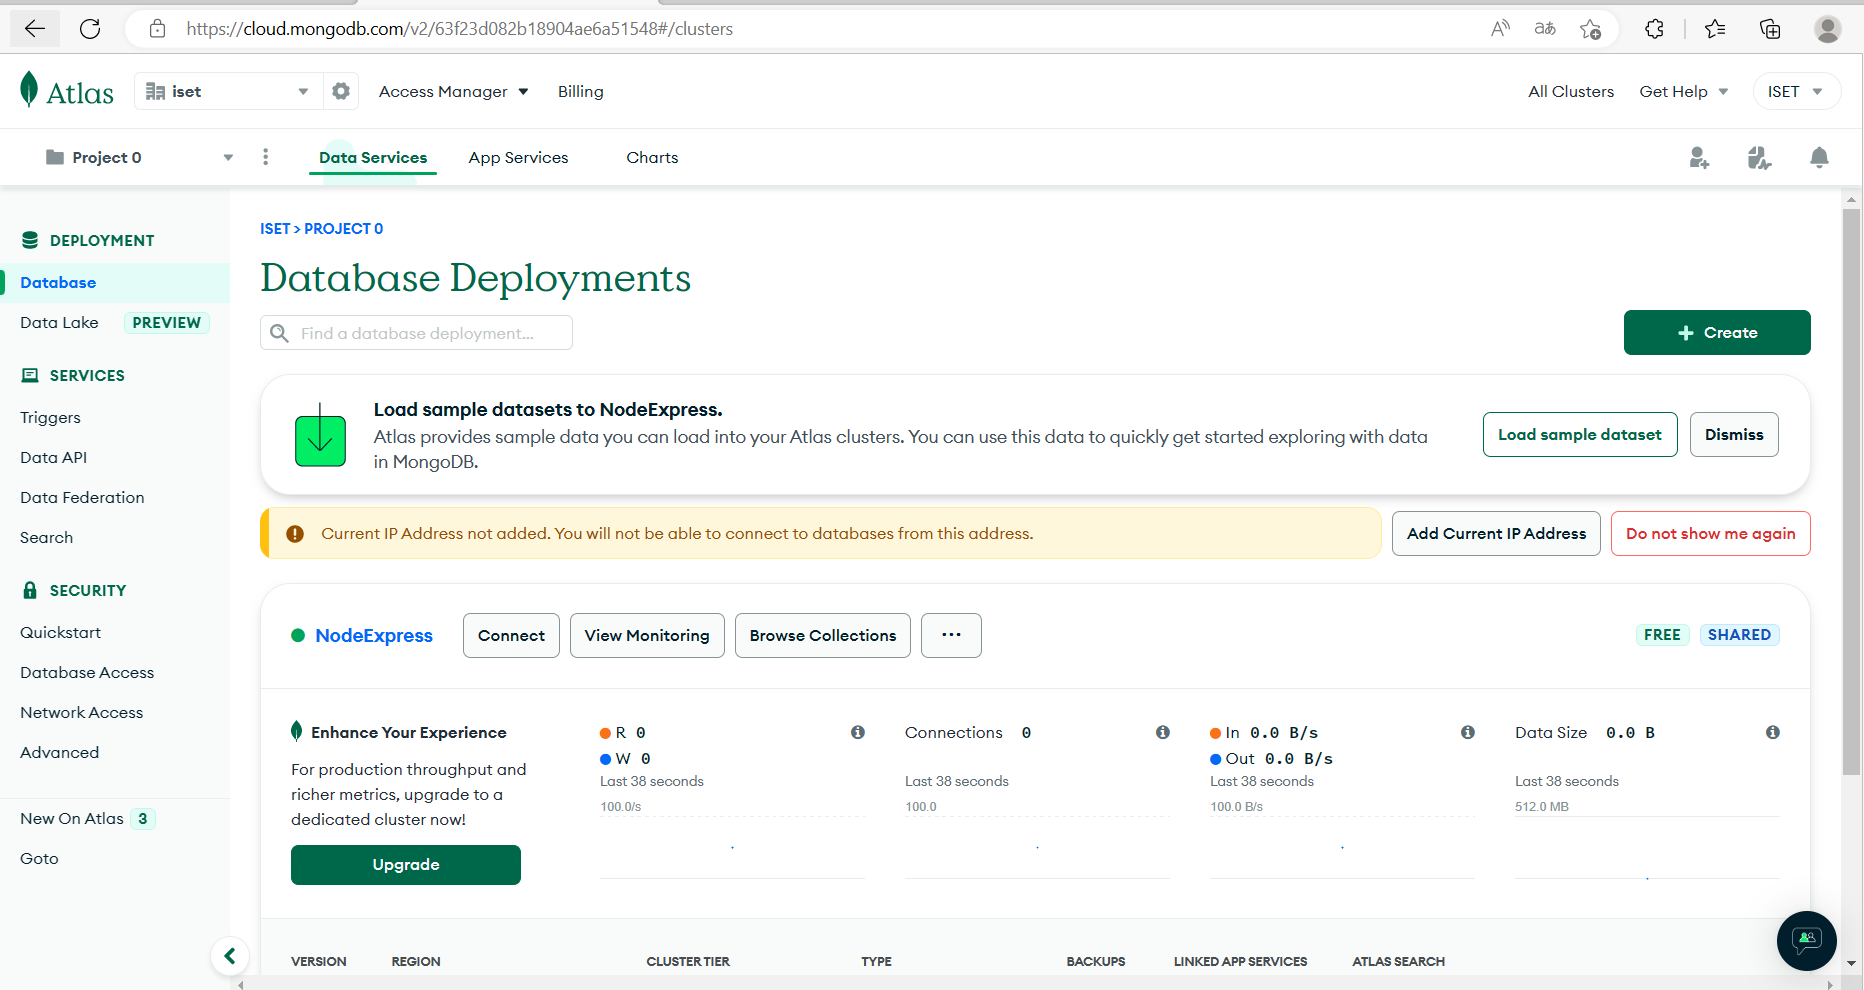 https://cloud.mongodb.com/v2/63f23d082b18904ae6a51548#/clusters
Atlas
iset
Access Manager
Billing
All Clusters
Get Help
ISET
Project 0
Data Services
App Services
Charts
DEPLOYMENT
Database
Data Lake PREVIEW
SERVICES
Triggers
Data API
Data Federation
Search
SECURITY
Quickstart
Database Access
Network Access
Advanced
New On Atlas 3
Goto
ISET > PROJECT 0
Database Deployments
Find a database deployment...
+ Create
Load sample datasets to NodeExpress.
Atlas provides sample data you can load into your Atlas clusters. You can use this data to quickly get started exploring with data
in MongoDB.
Load sample dataset
Dismiss
Current IP Address not added. You will not be able to connect to databases from this address.
Add Current IP Address
Do not show me again
NodeExpress
Connect
View Monitoring
Browse Collections
...
FREE
SHARED
Enhance Your Experience
For production throughput and
richer metrics, upgrade to a
dedicated cluster now!
Upgrade
R 0
W 0
Last 38 seconds
100.0/s
Connections 0
Last 38 seconds
100.0
In 0.0 B/s
Out 0.0 B/s
Last 38 seconds
100.0 B/s
Data Size 0.0 B
Last 38 seconds
512.0 MB
VERSION
REGION
CLUSTER TIER
TYPE
BACKUPS
LINKED APP SERVICES
ATLAS SEARCH